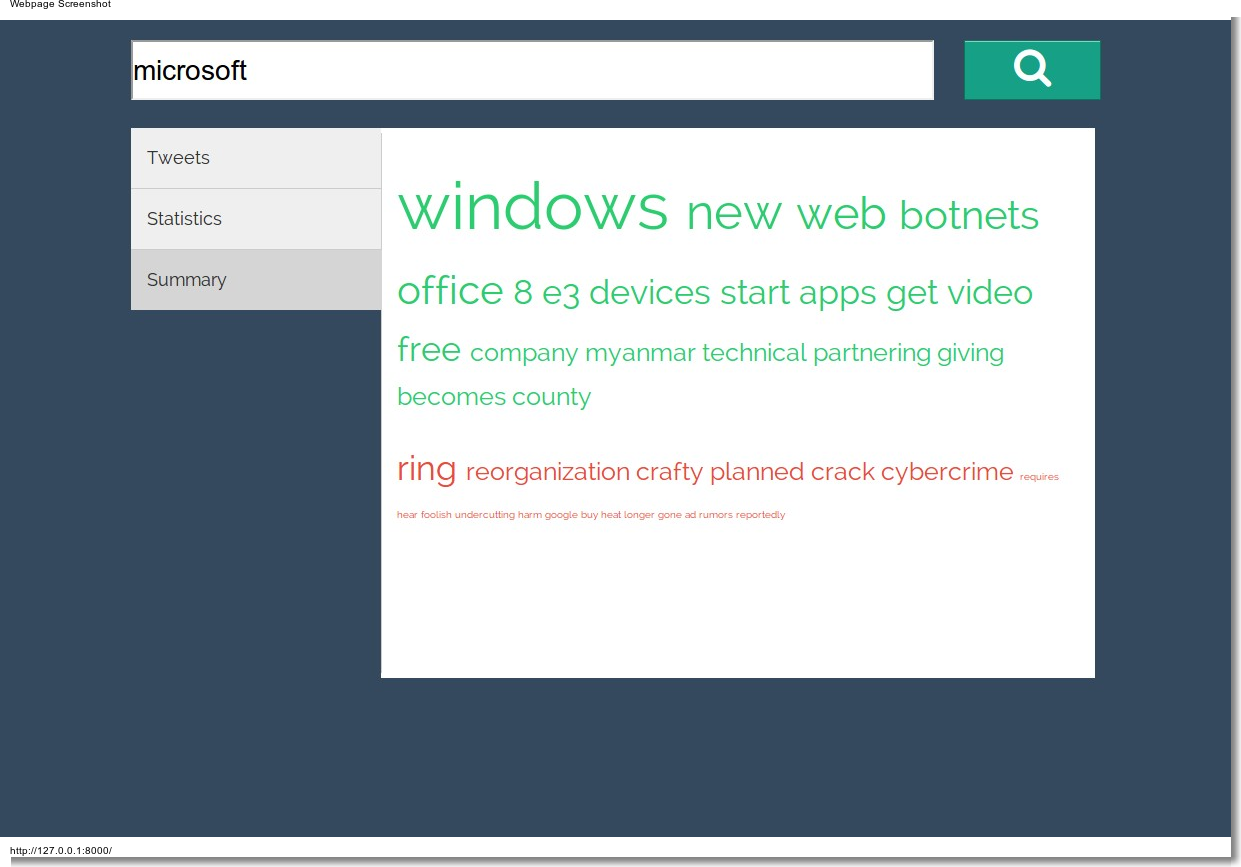 Webpage Screenshot
microsoft
Tweets
Statistics
Summary
windows new web botnets
office 8 e3 devices start apps get video
free company myanmar technical partnering giving
becomes county
ring reorganization crafty planned crack cybercrime requires
hear foolish undercutting harm google buy heat longer gone ad rumors reportedly
http://127.0.0.1:8000/